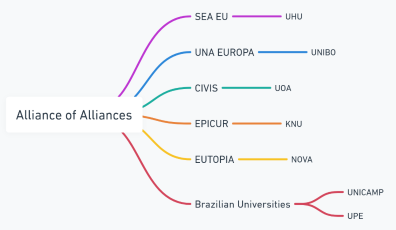 Alliance of Alliances
SEA EU
UHU
UNA EUROPA
UNIBO
CIVIS
UOA
EPICUR
KNU
EUTOPIA
NOVA
Brazilian Universities
UNICAMP
UPE